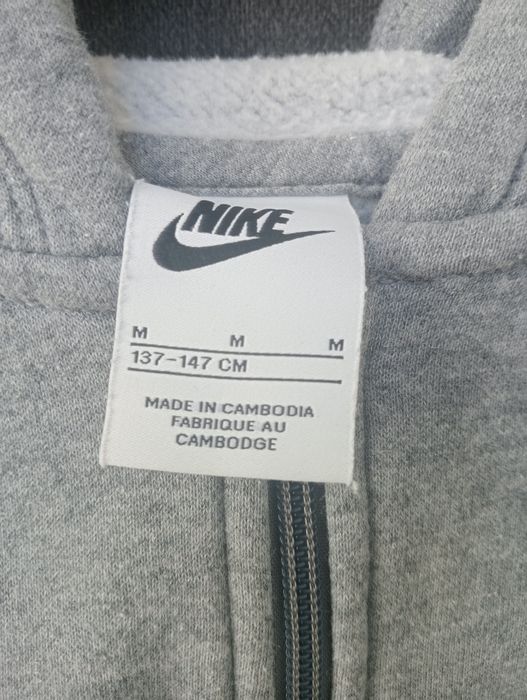 NIKE
M M M
137-147 CM
MADE IN CAMBODIA
FABRIQUE AU
CAMBODGE